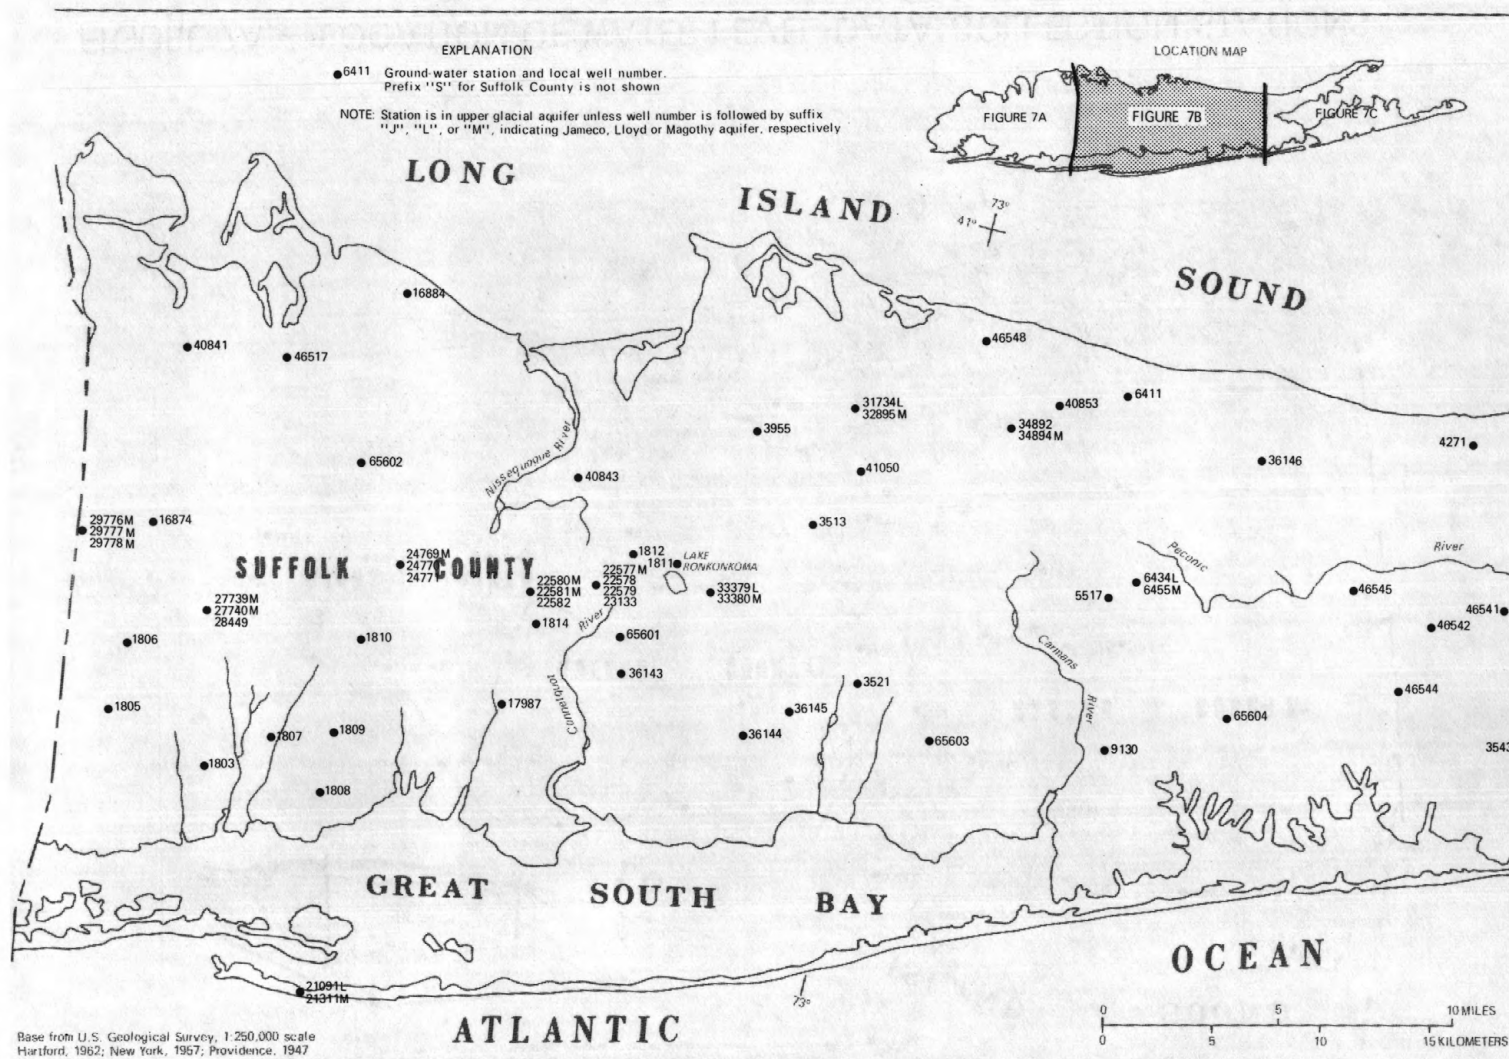 EXPLANATION
6411 Ground-water station and local well number.
Prefix "S" for Suffolk County is not shown
NOTE: Station is in upper glacial aquifer unless well number is followed by suffix
"J", "L", or "M", indicating Jameco, Lloyd or Magothy aquifer, respectively
LOCATION MAP
FIGURE 7A
FIGURE 7B
FIGURE 7C
LONG
ISLAND
SOUND
73°
41°
16884
40841
46517
46548
31734L
32895M
40853
6411
3955
34892
34894M
4271
65602
Nissequogue River
40843
41050
36146
29776M
29777M
29778M
16874
3513
SUFFOLK COUNTY
24769M
24770
2477
1812
1811
LAKE
RONKONKOMA
22577M
22578
22579
23133
22580M
22581M
22582
33379L
33380M
Peconic
River
6434L
6455M
5517
46545
46541
46542
27739M
27740M
28449
1806
1810
1814
River
65601
Carmans
36143
Connetquot
3521
46544
1805
17987
36145
River
65604
1807
1809
36144
65603
9130
3543
1803
1808
GREAT
SOUTH
BAY
OCEAN
21091L
21311M
73°
ATLANTIC
0 5 10 MILES
0 5 10 15 KILOMETERS
Base from U.S. Geological Survey, 1:250,000 scale
Hartford, 1962; New York, 1957; Providence, 1947